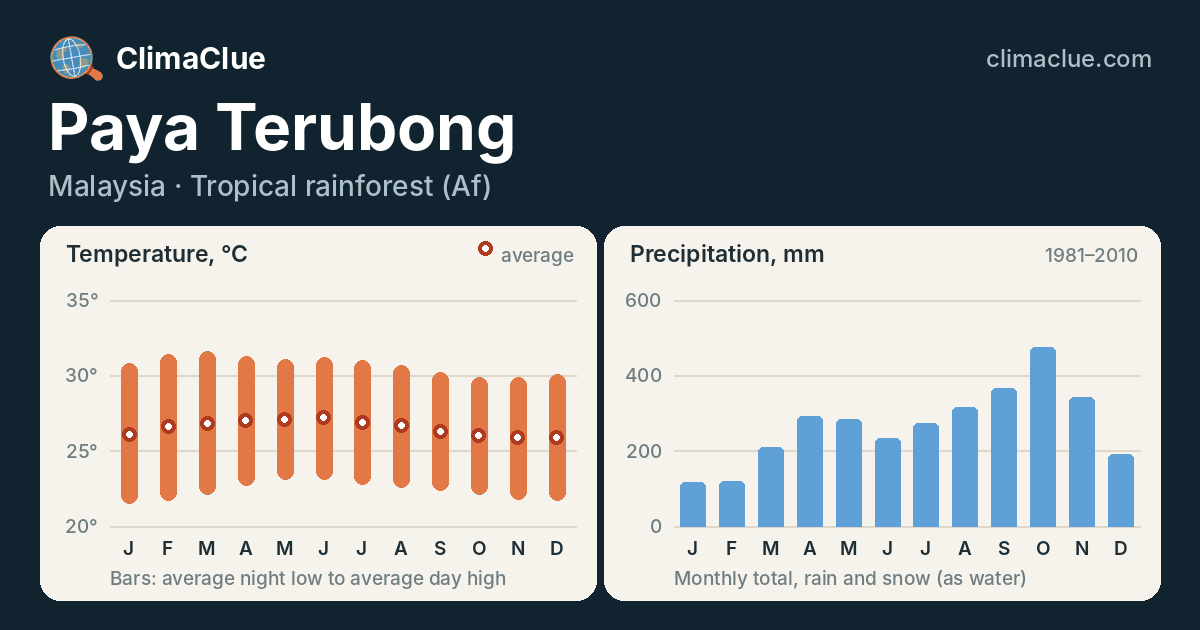 ClimaClue
climaclue.com
Paya Terubong
Malaysia · Tropical rainforest (Af)
Temperature, °C
average
35°
30°
25°
20°
J F M A M J J A S O N D
Bars: average night low to average day high
Precipitation, mm
1981–2010
600
400
200
0
J F M A M J J A S O N D
Monthly total, rain and snow (as water)